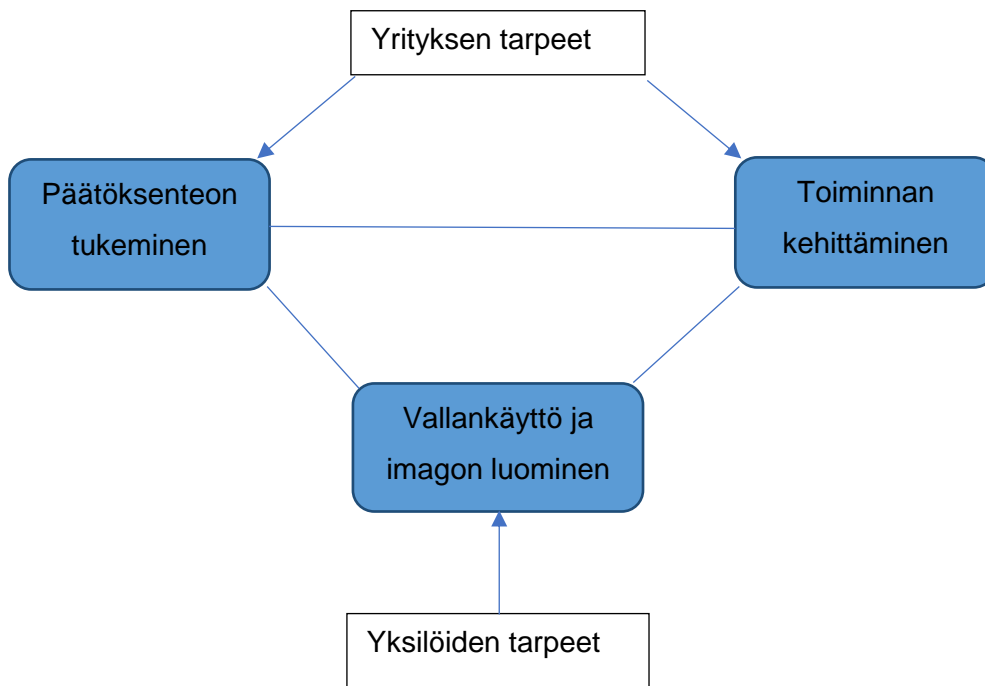 Yrityksen tarpeet
Päätöksenteon
tukeminen
Toiminnan
kehittäminen
Vallankäyttö ja
imagon luominen
Yksilöiden tarpeet